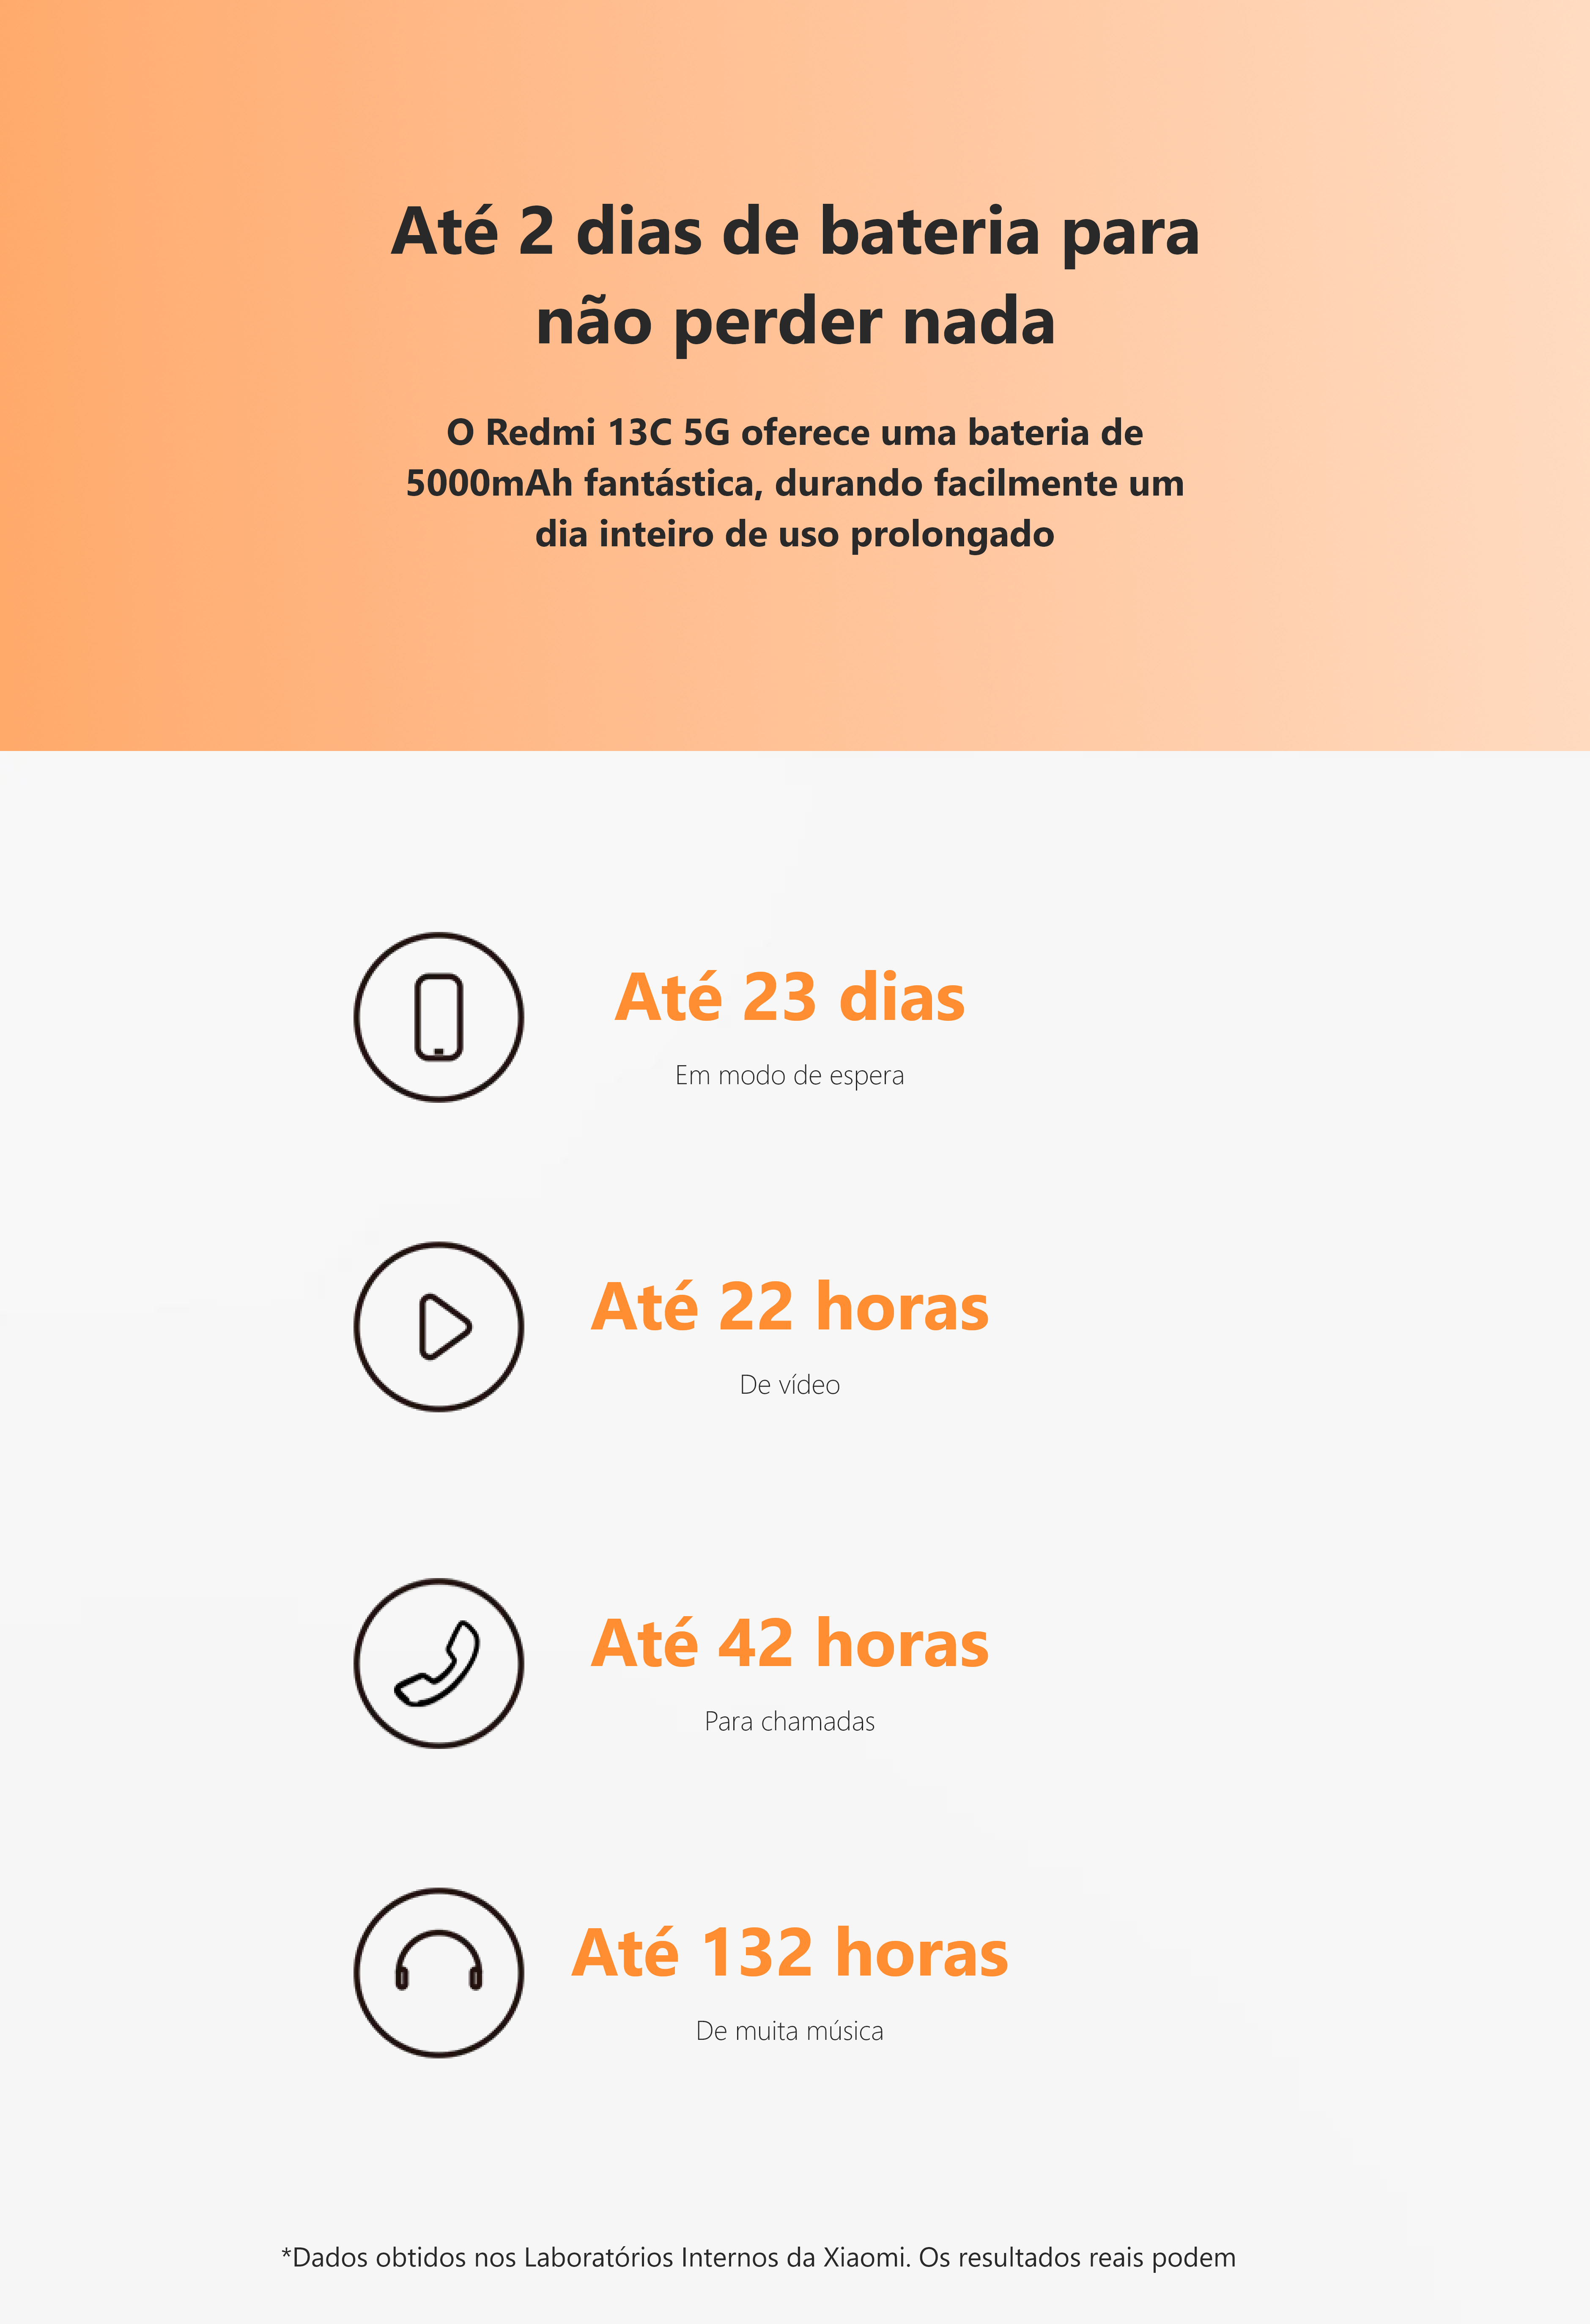 Até 2 dias de bateria para
não perder nada
O Redmi 13C 5G oferece uma bateria de
5000mAh fantástica, durando facilmente um
dia inteiro de uso prolongado
Até 23 dias
Em modo de espera
Até 22 horas
De vídeo
Até 42 horas
Para chamadas
Até 132 horas
De muita música
*Dados obtidos nos Laboratórios Internos da Xiaomi. Os resultados reais podem